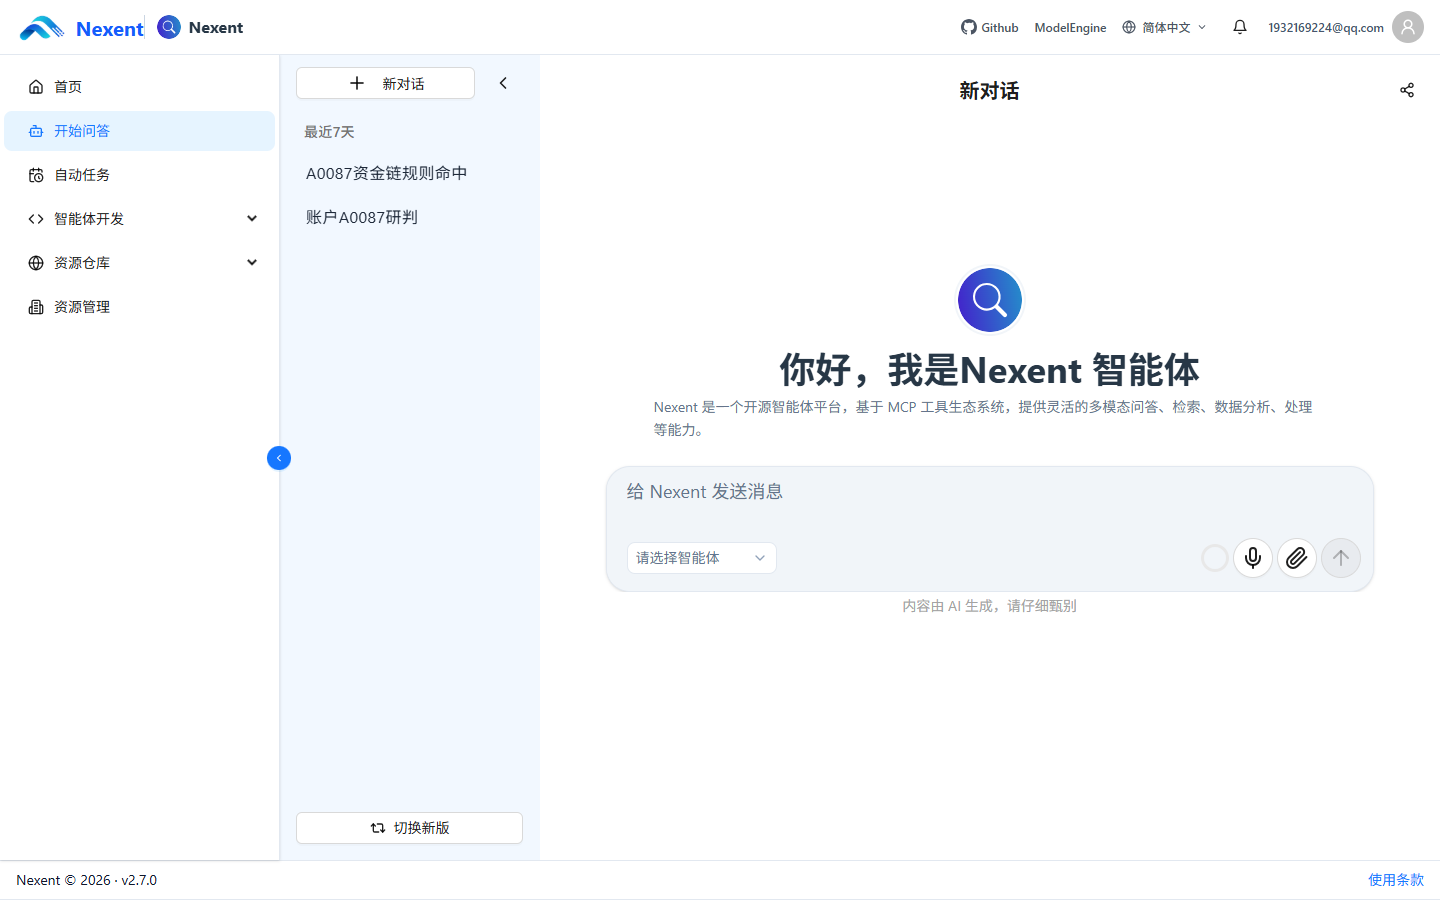 Nexent
Nexent
Github
ModelEngine
简体中文
1932169224@qq.com
首页
开始问答
自动任务
智能体开发
资源仓库
资源管理
新对话
最近7天
A0087资金链规则命中
账户A0087研判
切换新版
新对话
你好，我是Nexent 智能体
Nexent 是一个开源智能体平台，基于 MCP 工具生态系统，提供灵活的多模态问答、检索、数据分析、处理
等能力。
给 Nexent 发送消息
请选择智能体
内容由 AI 生成，请仔细甄别
Nexent © 2026 · v2.7.0
使用条款